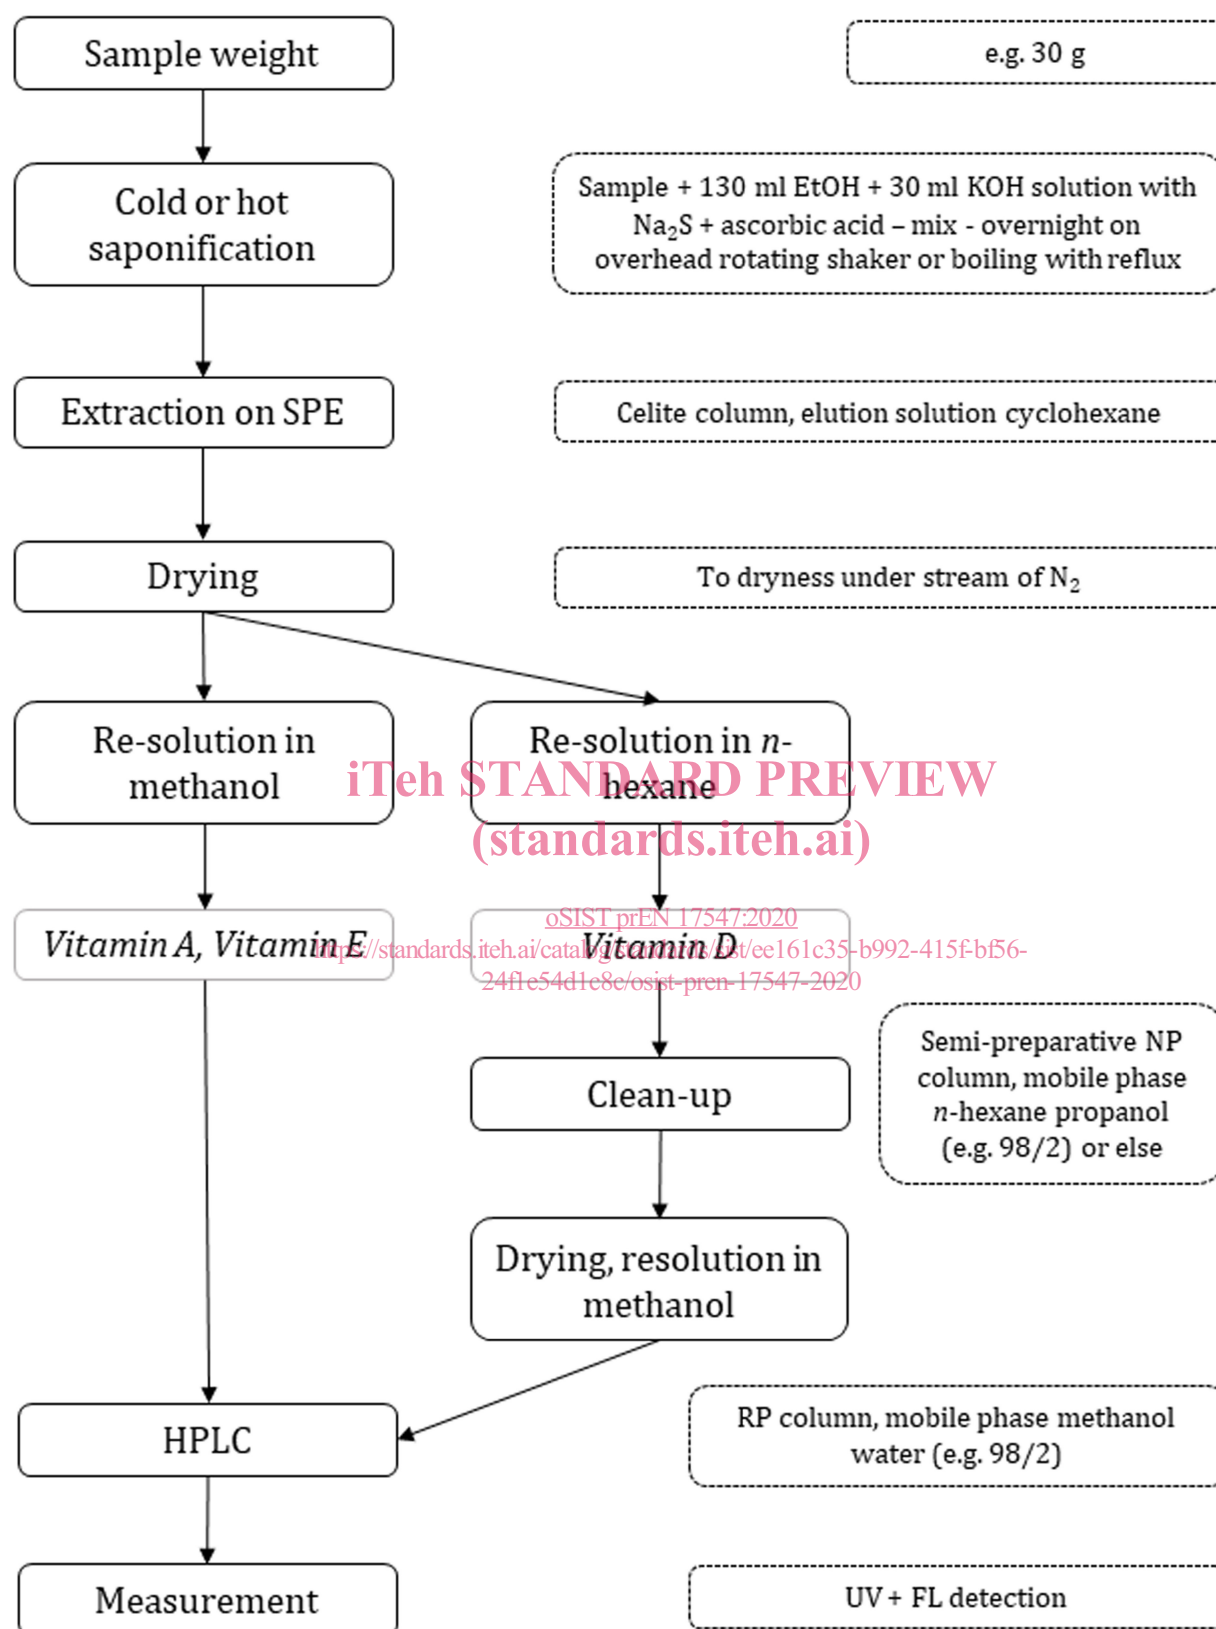 Sample weight
e.g. 30 g
Cold or hot
saponification
Sample + 130 ml EtOH + 30 ml KOH solution with
Na₂S + ascorbic acid – mix - overnight on
overhead rotating shaker or boiling with reflux
Extraction on SPE
Celite column, elution solution cyclohexane
Drying
To dryness under stream of N₂
Re-solution in
methanol
Re-solution in n-
hexane
iTeh STANDARD PREVIEW
(standards.iteh.ai)
oSIST prEN 17547:2020
https://standards.iteh.ai/catalog/standards/sist/ee161c35-b992-415f-bf56-
24f1e54d1c8c/osist-pren-17547-2020
Vitamin A, Vitamin E
Vitamin D
Clean-up
Semi-preparative NP
column, mobile phase
n-hexane propanol
(e.g. 98/2) or else
Drying, resolution in
methanol
HPLC
RP column, mobile phase methanol
water (e.g. 98/2)
Measurement
UV + FL detection